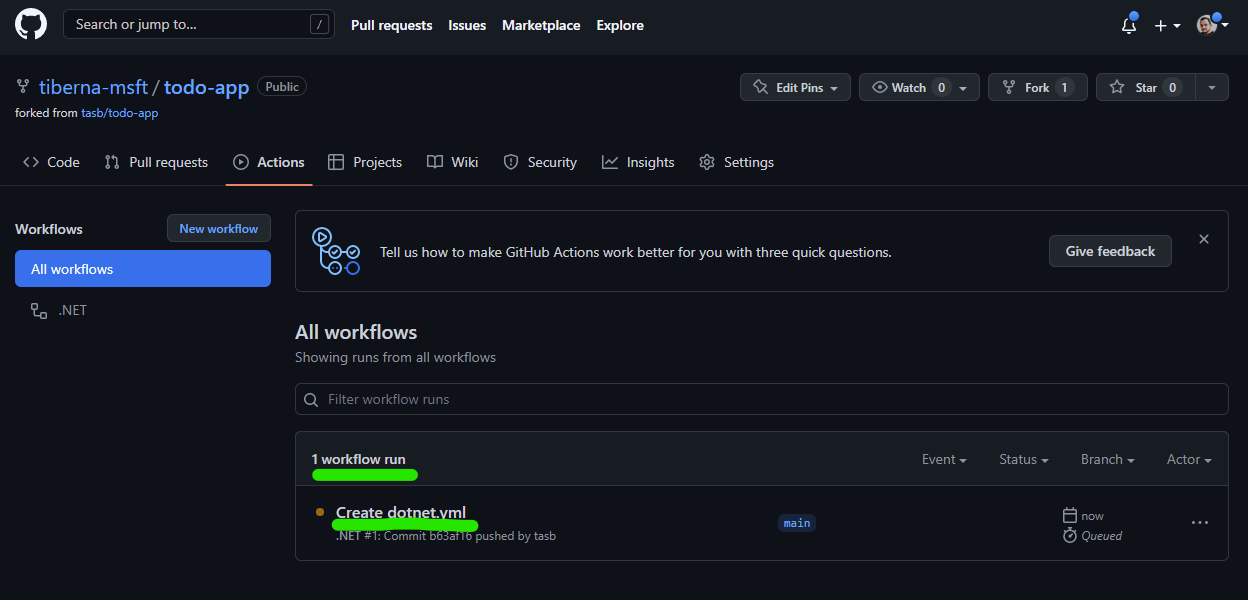 Search or jump to... /
Pull requests Issues Marketplace Explore
tiberna-msft / todo-app Public
forked from tasb/todo-app
Edit Pins Watch 0 Fork 1 Star 0
Code Pull requests Actions Projects Wiki Security Insights Settings
Workflows New workflow
All workflows
.NET
Tell us how to make GitHub Actions work better for you with three quick questions. Give feedback
All workflows
Showing runs from all workflows
Filter workflow runs
1 workflow run Event Status Branch Actor
Create dotnet.yml
.NET #1: Commit b63af16 pushed by tasb
main
now
Queued